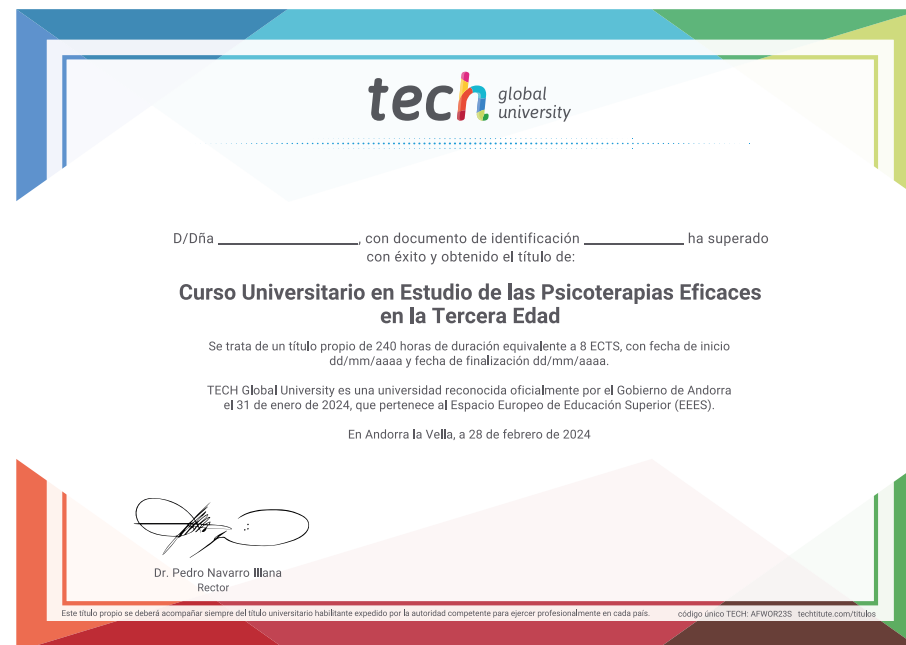 tech global university
D/Dña ____________________, con documento de identificación ______________ ha superado
con éxito y obtenido el título de:
Curso Universitario en Estudio de las Psicoterapias Eficaces
en la Tercera Edad
Se trata de un título propio de 240 horas de duración equivalente a 8 ECTS, con fecha de inicio
dd/mm/aaaa y fecha de finalización dd/mm/aaaa.
TECH Global University es una universidad reconocida oficialmente por el Gobierno de Andorra
el 31 de enero de 2024, que pertenece al Espacio Europeo de Educación Superior (EEES).
En Andorra la Vella, a 28 de febrero de 2024
Dr. Pedro Navarro Illana
Rector
Este título propio se deberá acompañar siempre del título universitario habilitante expedido por la autoridad competente para ejercer profesionalmente en cada país.
código único TECH: AFWOR23S techtitute.com/titulos